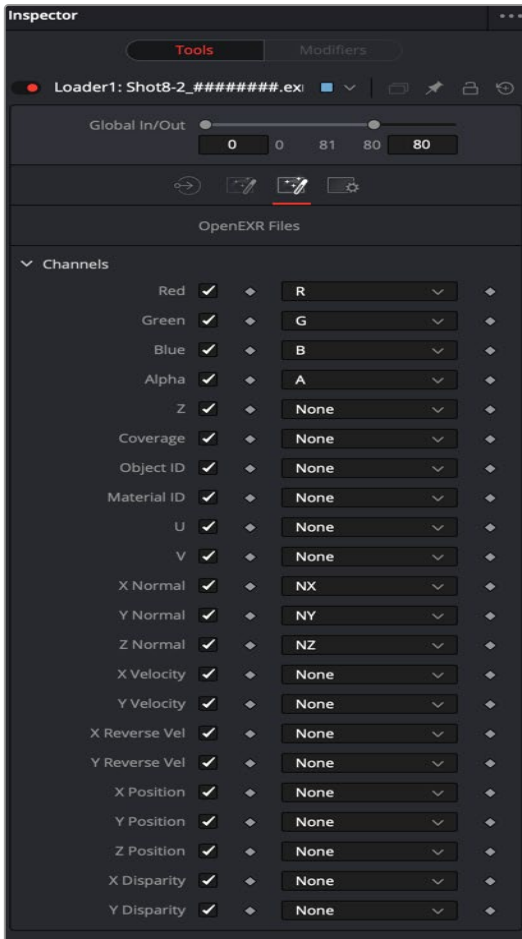 Inspector
Tools Modifiers
Loader1: Shot8-2_########.ex
Global In/Out
0 0 81 80 80
OpenEXR Files
Channels
Red R
Green G
Blue B
Alpha A
Z None
Coverage None
Object ID None
Material ID None
U None
V None
X Normal NX
Y Normal NY
Z Normal NZ
X Velocity None
Y Velocity None
X Reverse Vel None
Y Reverse Vel None
X Position None
Y Position None
Z Position None
X Disparity None
Y Disparity None